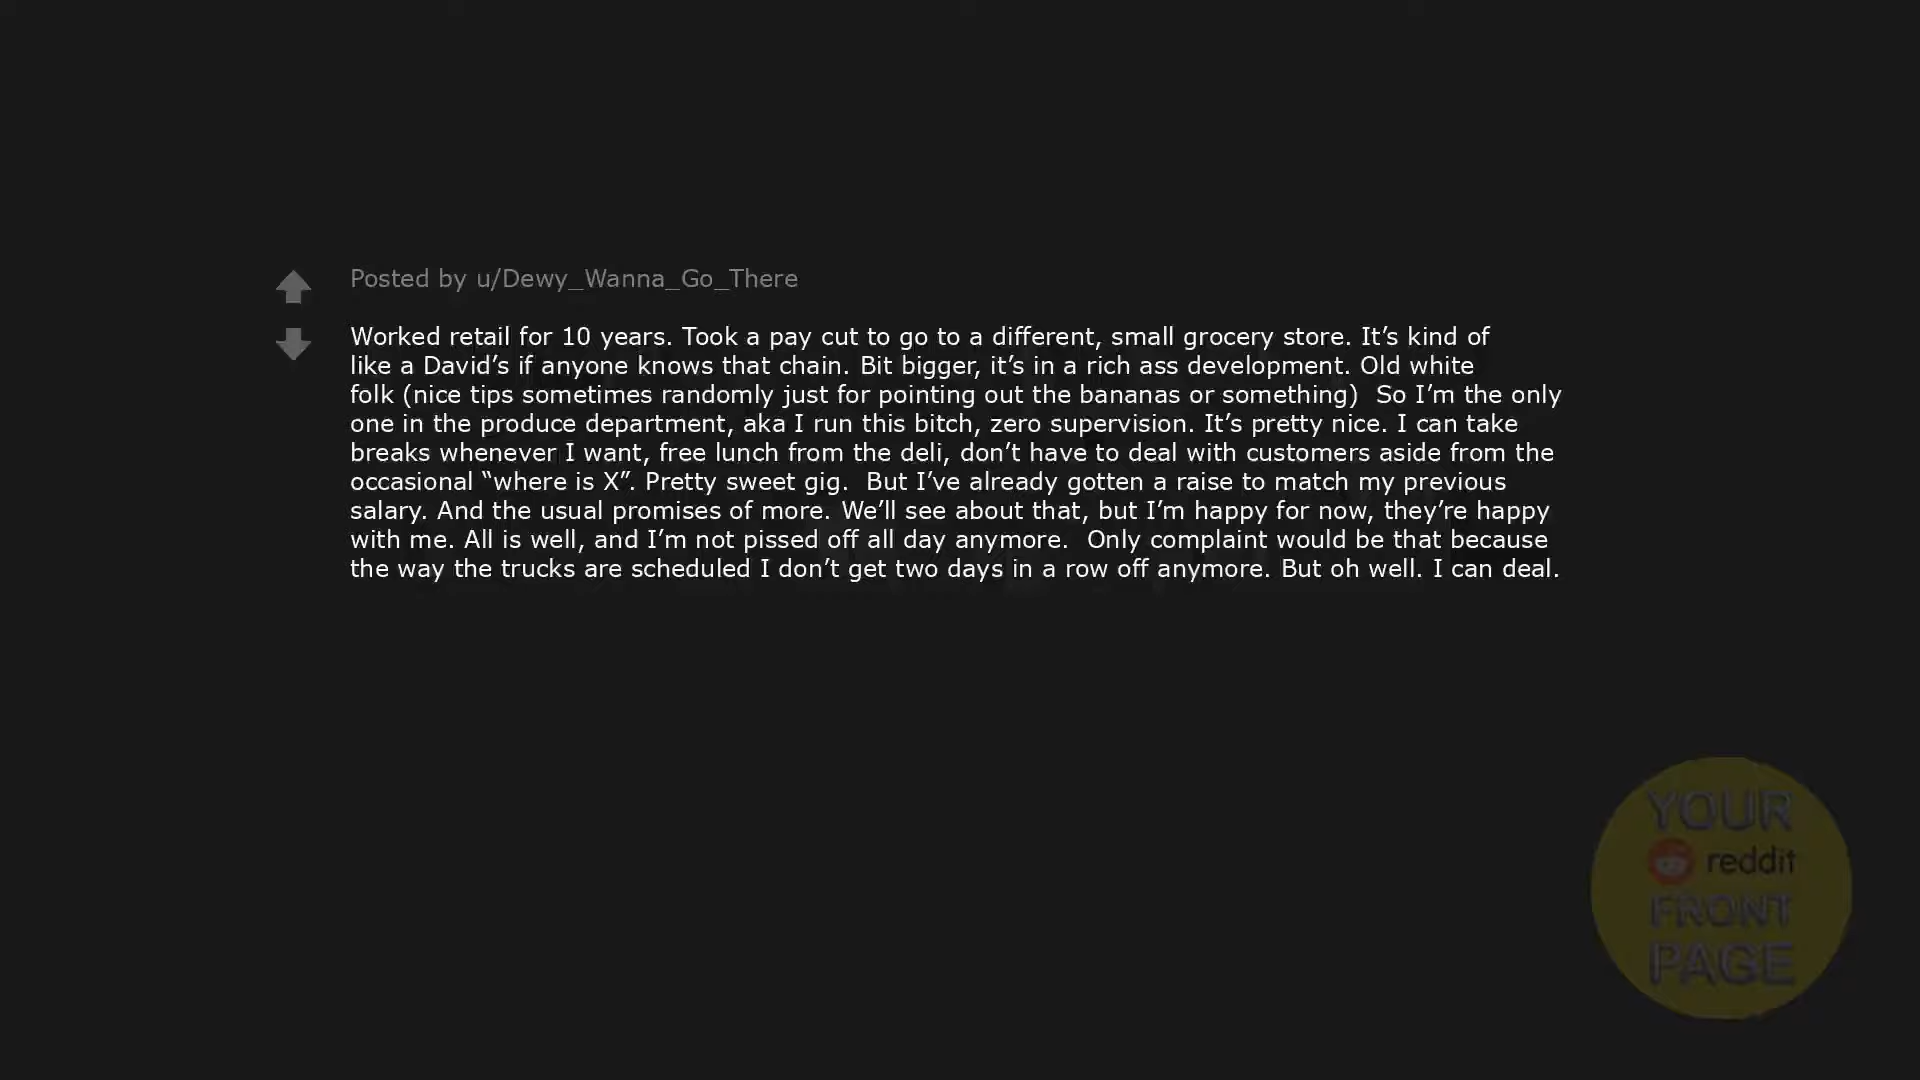 Posted by u/Dewy_Wanna_Go_There
Worked retail for 10 years. Took a pay cut to go to a different, small grocery store. It’s kind of
like a David’s if anyone knows that chain. Bit bigger, it’s in a rich ass development. Old white
folk (nice tips sometimes randomly just for pointing out the bananas or something)  So I’m the only
one in the produce department, aka I run this bitch, zero supervision. It’s pretty nice. I can take
breaks whenever I want, free lunch from the deli, don’t have to deal with customers aside from the
occasional “where is X”. Pretty sweet gig.  But I’ve already gotten a raise to match my previous
salary. And the usual promises of more. We’ll see about that, but I’m happy for now, they’re happy
with me. All is well, and I’m not pissed off all day anymore.  Only complaint would be that because
the way the trucks are scheduled I don’t get two days in a row off anymore. But oh well. I can deal.
YOUR
reddit
FRONT
PAGE